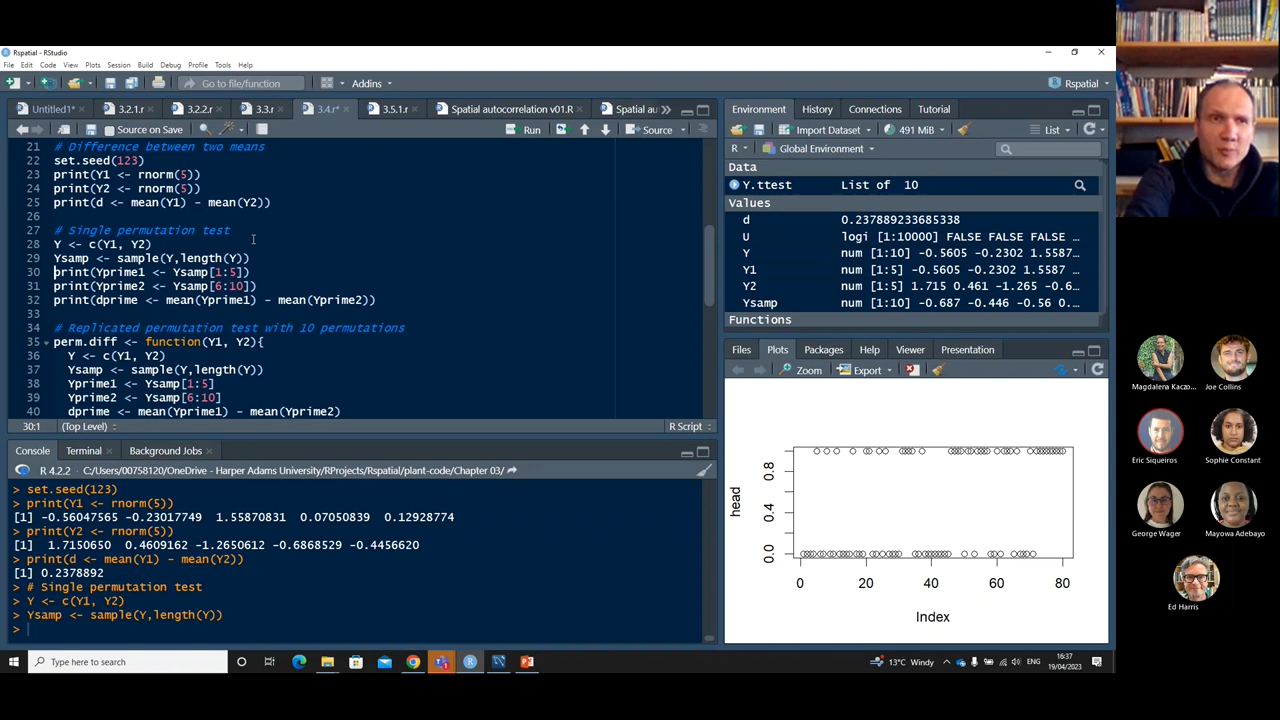 Rspatial - RStudio
File Edit Code View Plots Session Build Debug Profile Tools Help
Go to file/function Addins Rspatial
Untitled1* 3.2.1.r 3.2.2.r 3.3.r 3.4.r* 3.5.1.r Spatial autocorrelation v01.R Spatial au
Source on Save Run Source
21 # Difference between two means
22 set.seed(123)
23 print(Y1 <- rnorm(5))
24 print(Y2 <- rnorm(5))
25 print(d <- mean(Y1) - mean(Y2))
26
27 # Single permutation test
28 Y <- c(Y1, Y2)
29 Ysamp <- sample(Y,length(Y))
30 print(Yprime1 <- Ysamp[1:5])
31 print(Yprime2 <- Ysamp[6:10])
32 print(dprime <- mean(Yprime1) - mean(Yprime2))
33
34 # Replicated permutation test with 10 permutations
35 perm.diff <- function(Y1, Y2){
36 Y <- c(Y1, Y2)
37 Ysamp <- sample(Y,length(Y))
38 Yprime1 <- Ysamp[1:5]
39 Yprime2 <- Ysamp[6:10]
40 dprime <- mean(Yprime1) - mean(Yprime2)
30:1 (Top Level) R Script
Console Terminal Background Jobs
R 4.2.2 · C:/Users/00758120/OneDrive - Harper Adams University/RProjects/Rspatial/plant-code/Chapter 03/
> set.seed(123)
> print(Y1 <- rnorm(5))
[1] -0.56047565 -0.23017749 1.55870831 0.07050839 0.12928774
> print(Y2 <- rnorm(5))
[1] 1.7150650 0.4609162 -1.2650612 -0.6868529 -0.4456620
> print(d <- mean(Y1) - mean(Y2))
[1] 0.2378892
> # Single permutation test
> Y <- c(Y1, Y2)
> Ysamp <- sample(Y,length(Y))
>
Environment History Connections Tutorial
Import Dataset 491 MiB List
R Global Environment
Data
Y.ttest List of 10
Values
d 0.237889233685338
U logi [1:10000] FALSE FALSE FALSE …
Y num [1:10] -0.5605 -0.2302 1.5587…
Y1 num [1:5] -0.5605 -0.2302 1.5587 …
Y2 num [1:5] 1.715 0.461 -1.265 -0.6…
Ysamp num [1:10] -0.687 -0.446 -0.56 0.…
Functions
Files Plots Packages Help Viewer Presentation
Zoom Export
head
0.0 0.4 0.8
0 20 40 60 80
Index
Magdalena Kaczo... Joe Collins
Eric Siqueiros Sophie Constant
George Wager Mayowa Adebayo
Ed Harris
Type here to search
13°C Windy ENG
16:37
19/04/2023